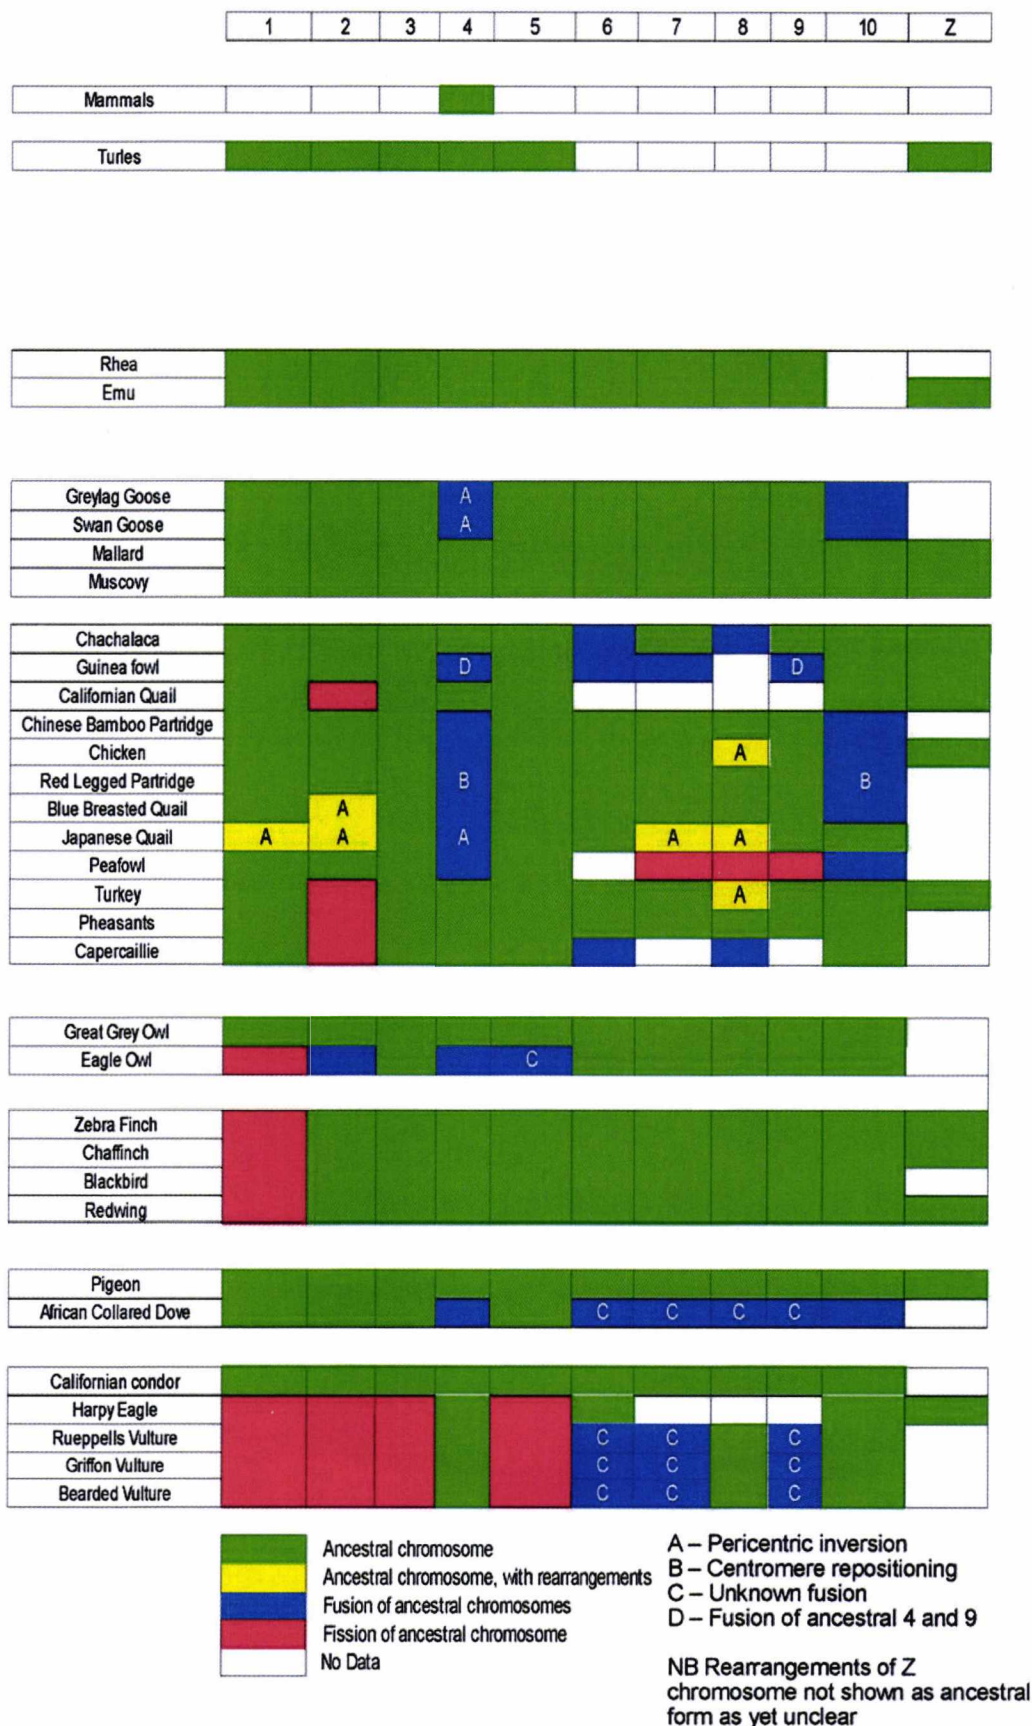 1 2 3 4 5 6 7 8 9 10 Z
Mammals
Turles
Rhea
Emu
Greylag Goose A
Swan Goose A
Mallard
Muscovy
Chachalaca
Guinea fowl D D
Californian Quail
Chinese Bamboo Partridge
Chicken A
Red Legged Partridge B B
Blue Breasted Quail A
Japanese Quail A A A A A
Peafowl
Turkey A
Pheasants
Capercaillie
Great Grey Owl
Eagle Owl C
Zebra Finch
Chaffinch
Blackbird
Redwing
Pigeon
African Collared Dove C C C C
Californian condor
Harpy Eagle
Rueppells Vulture C C C
Griffon Vulture C C C
Bearded Vulture C C C
Ancestral chromosome
Ancestral chromosome, with rearrangements
Fusion of ancestral chromosomes
Fission of ancestral chromosome
No Data
A – Pericentric inversion
B – Centromere repositioning
C – Unknown fusion
D – Fusion of ancestral 4 and 9
NB Rearrangements of Z
chromosome not shown as ancestral
form as yet unclear